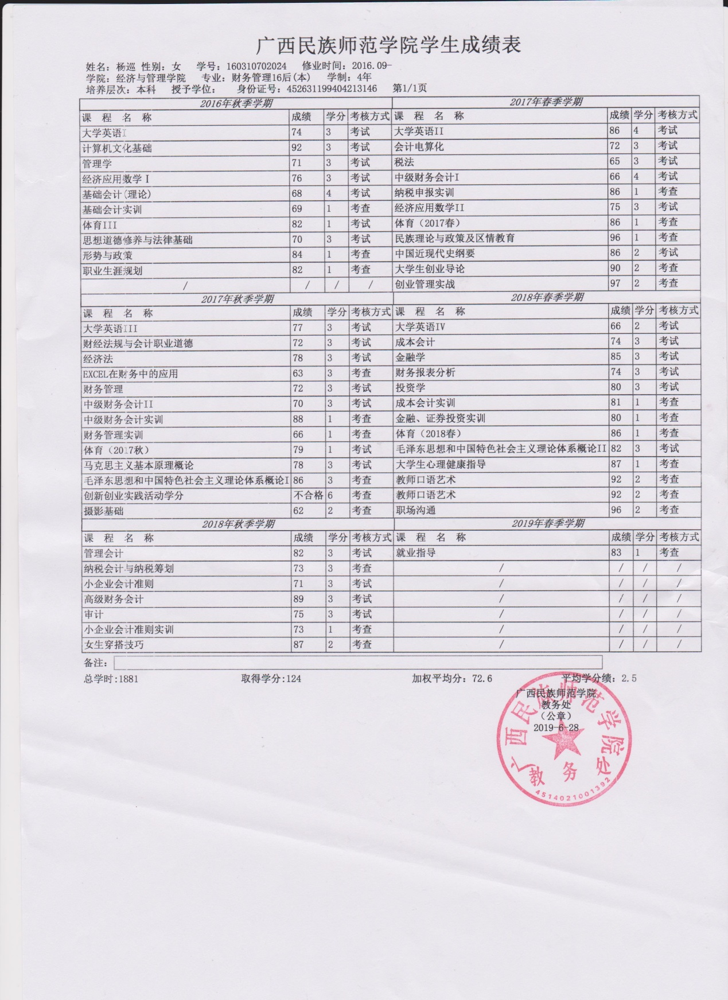 广西民族师范学院学生成绩表
姓名：杨巡 性别：女 学号：160310702024 修业时间：2016.09-
学院：经济与管理学院 专业：财务管理16后(本) 学制：4年
培养层次：本科 授予学位： 身份证号：452631199404213146 第1/1页
2016年秋季学期 2017年春季学期
课 程 名 称 成绩 学分 考核方式 课 程 名 称 成绩 学分 考核方式
大学英语I 74 3 考试 大学英语II 86 4 考试
计算机文化基础 92 3 考试 会计电算化 72 3 考试
管理学 71 3 考试 税法 65 3 考试
经济应用数学Ⅰ 76 3 考试 中级财务会计I 66 4 考试
基础会计(理论) 68 4 考试 纳税申报实训 86 1 考查
基础会计实训 69 1 考查 经济应用数学II 75 3 考试
体育III 82 1 考试 体育（2017春） 86 1 考查
思想道德修养与法律基础 70 3 考试 民族理论与政策及区情教育 96 1 考查
形势与政策 84 1 考查 中国近现代史纲要 86 2 考试
职业生涯规划 82 1 考查 大学生创业导论 90 2 考查
/ / / / 创业管理实战 97 2 考查
2017年秋季学期 2018年春季学期
课 程 名 称 成绩 学分 考核方式 课 程 名 称 成绩 学分 考核方式
大学英语III 77 3 考试 大学英语IV 66 2 考试
财经法规与会计职业道德 72 3 考试 成本会计 74 3 考试
经济法 78 3 考试 金融学 85 3 考试
EXCEL在财务中的应用 63 3 考查 财务报表分析 74 3 考试
财务管理 72 3 考试 投资学 80 3 考试
中级财务会计II 70 3 考试 成本会计实训 81 1 考查
中级财务会计实训 88 1 考查 金融、证券投资实训 80 1 考查
财务管理实训 66 1 考查 体育（2018春） 86 1 考查
体育（2017秋） 79 1 考试 毛泽东思想和中国特色社会主义理论体系概论II 82 3 考试
马克思主义基本原理概论 78 3 考试 大学生心理健康指导 87 1 考查
毛泽东思想和中国特色社会主义理论体系概论I 86 3 考查 教师口语艺术 92 2 考查
创新创业实践活动学分 不合格 6 考查 教师口语艺术 92 2 考查
摄影基础 62 2 考查 职场沟通 96 2 考查
2018年秋季学期 2019年春季学期
课 程 名 称 成绩 学分 考核方式 课 程 名 称 成绩 学分 考核方式
管理会计 82 3 考试 就业指导 83 1 考查
纳税会计与纳税筹划 73 3 考查 / / / /
小企业会计准则 71 3 考试 / / / /
高级财务会计 89 3 考试 / / / /
审计 75 3 考试 / / / /
小企业会计准则实训 73 1 考查 / / / /
女生穿搭技巧 87 2 考查 / / / /
备注：
总学时:1881 取得学分:124 加权平均分：72.6 平均学分绩：2.5
广西民族师范学院
教务处
（公章）
2019-6-28
广西民族师范学院
教务处
4514021001392